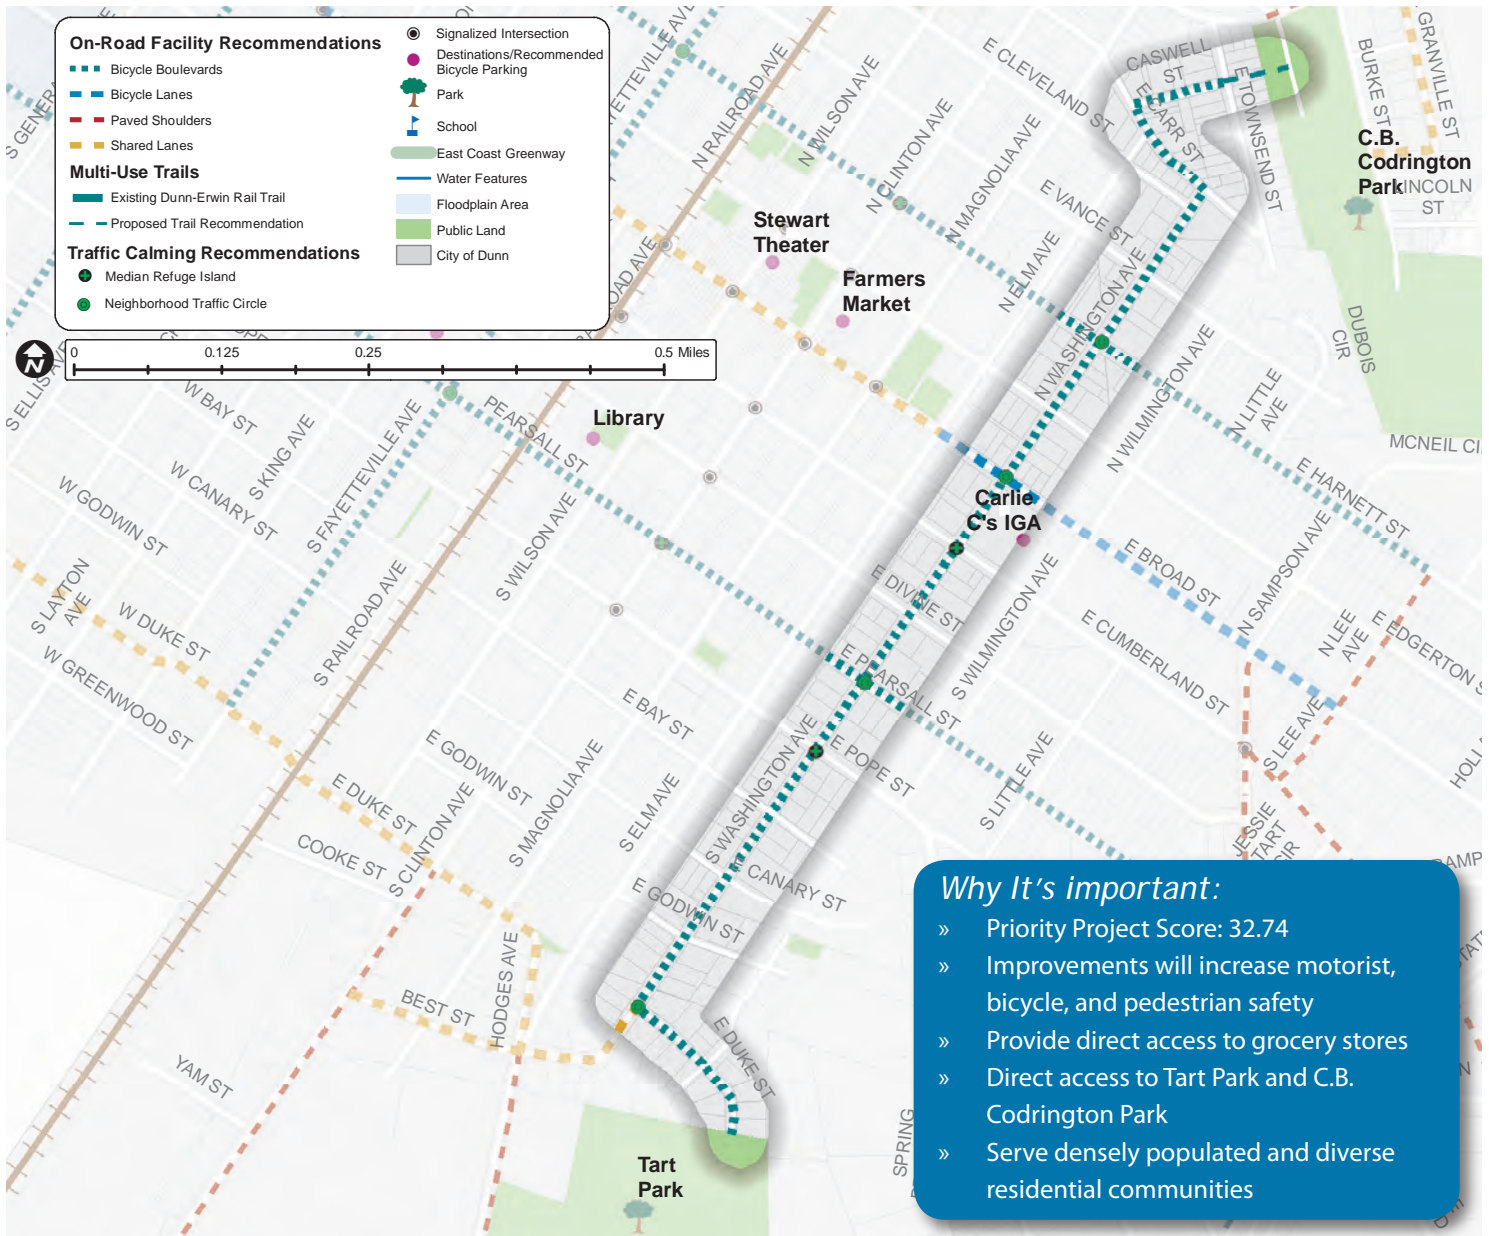 On-Road Facility Recommendations
Bicycle Boulevards
Bicycle Lanes
Paved Shoulders
Shared Lanes
Multi-Use Trails
Existing Dunn-Erwin Rail Trail
Proposed Trail Recommendation
Traffic Calming Recommendations
Median Refuge Island
Neighborhood Traffic Circle
Signalized Intersection
Destinations/Recommended
Bicycle Parking
Park
School
East Coast Greenway
Water Features
Floodplain Area
Public Land
City of Dunn
N
0
0.125
0.25
0.5 Miles
N RAILROAD AVE
N WILSON AVE
N CLINTON AVE
N MAGNOLIA AVE
E CLEVELAND ST
CASWELL
ST
E CARR ST
E TOWNSEND ST
BURKE ST
GRANVILLE ST
C.B.
Codrington
Park
LINCOLN
ST
E VANCE ST
N ELM AVE
Stewart
Theater
Farmers
Market
N WASHINGTON AVE
N WILMINGTON AVE
DUBOIS
CIR
N LITTLE
AVE
MCNEIL
E HARNETT ST
S ELLIS AVE
W BAY ST
S KING AVE
W CANARY ST
W GODWIN ST
S FAYETTEVILLE AVE
PEARSALL ST
Library
S WILSON AVE
Carlie
C's IGA
E DIVINE ST
E BROAD ST
N SAMPSON AVE
N LEE
AVE
E EDGERTON
S LAYTON
AVE
W DUKE ST
W GREENWOOD ST
S RAILROAD AVE
E PEARSALL ST
S WILMINGTON AVE
E CUMBERLAND ST
S LEE AVE
E BAY ST
E POPE ST
S WASHINGTON AVE
S LITTLE AVE
E GODWIN ST
S MAGNOLIA AVE
S ELM AVE
E DUKE ST
S CLINTON AVE
COOKE ST
E CANARY ST
E GODWIN ST
JESSIE
TART
CIR
HODGES AVE
BEST ST
YAM ST
E DUKE ST
SPRING
Tart
Park
Why It's important:
» Priority Project Score: 32.74
» Improvements will increase motorist,
bicycle, and pedestrian safety
» Provide direct access to grocery stores
» Direct access to Tart Park and C.B.
Codrington Park
» Serve densely populated and diverse
residential communities